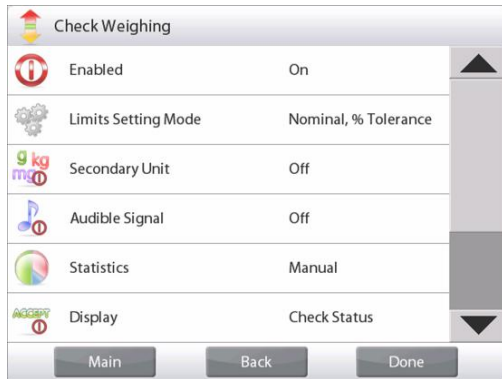 Check Weighing
Enabled On
Limits Setting Mode Nominal, % Tolerance
g kg
mg
Secondary Unit Off
Audible Signal Off
Statistics Manual
ACCEPT
Display Check Status
Main Back Done